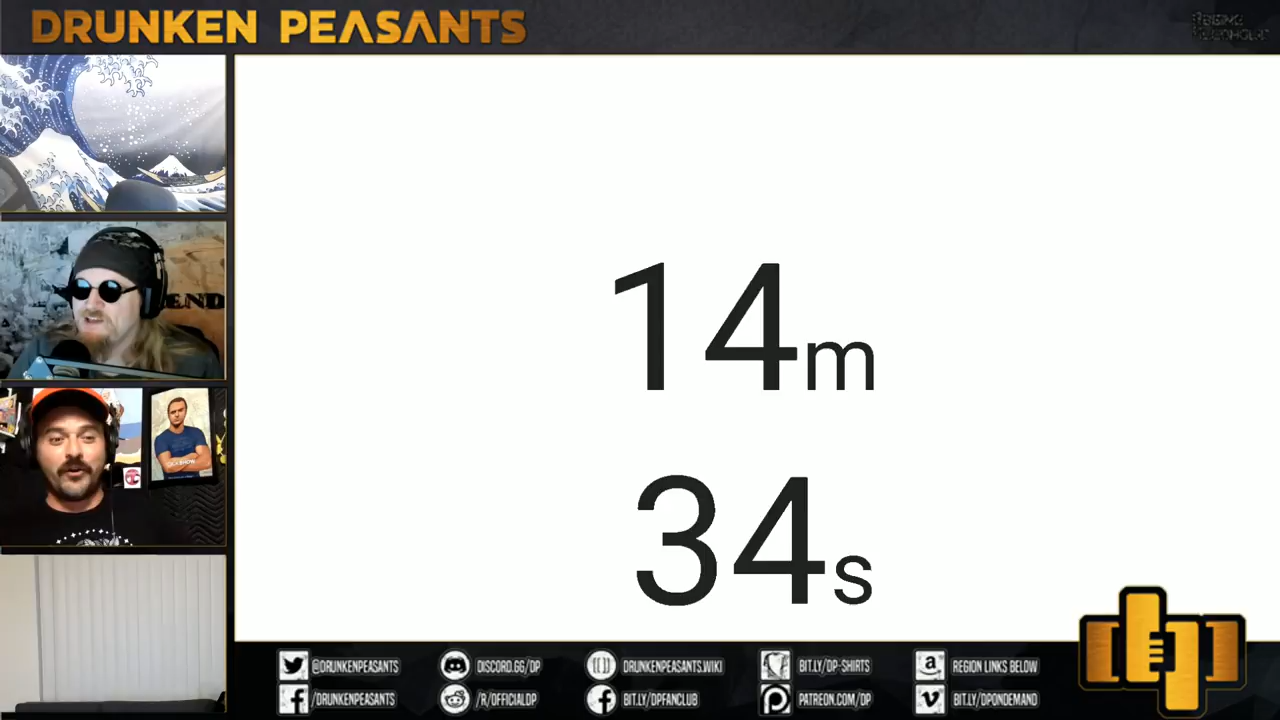 DRUNKEN PEASANTS
END
14m
34s
@DRUNKENPEASANTS
DISCORD.GG/DP
DRUNKENPEASANTS.WIKI
BIT.LY/DP-SHIRTS
REGION LINKS BELOW
/DRUNKENPEASANTS
/R/OFFICIALDP
BIT.LY/DPFANCLUB
PATREON.COM/DP
BIT.LY/DPONDEMAND